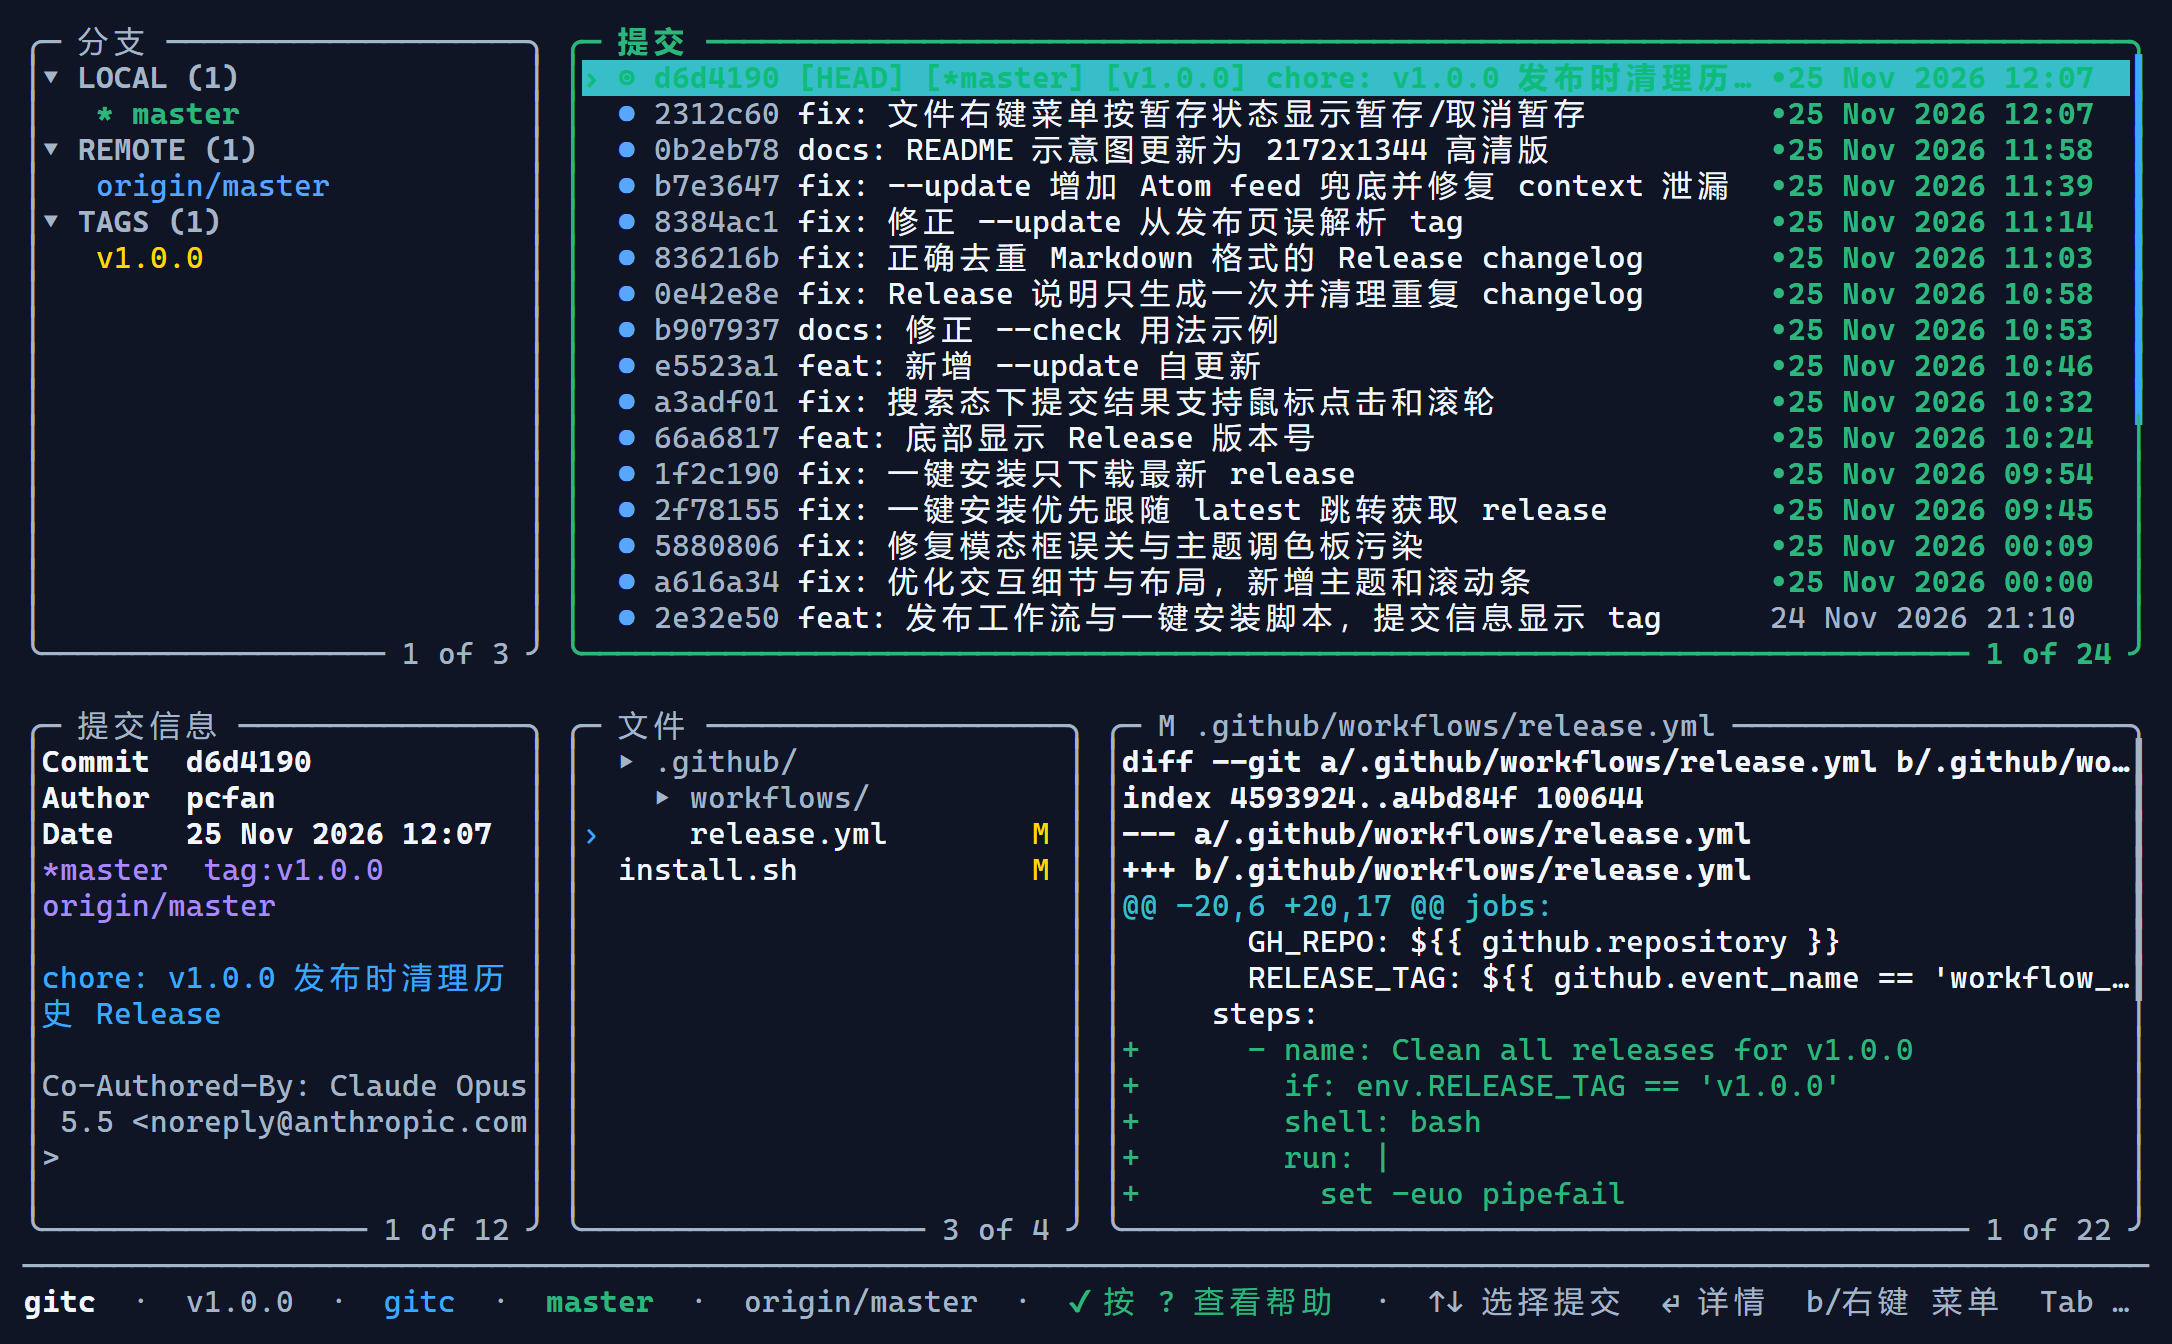 分支
▼ LOCAL (1)
* master
▼ REMOTE (1)
origin/master
▼ TAGS (1)
v1.0.0
1 of 3
提交
› ◉ d6d4190 [HEAD] [*master] [v1.0.0] chore: v1.0.0 发布时清理历… •25 Nov 2026 12:07
● 2312c60 fix: 文件右键菜单按暂存状态显示暂存/取消暂存 •25 Nov 2026 12:07
● 0b2eb78 docs: README 示意图更新为 2172x1344 高清版 •25 Nov 2026 11:58
● b7e3647 fix: --update 增加 Atom feed 兜底并修复 context 泄漏 •25 Nov 2026 11:39
● 8384ac1 fix: 修正 --update 从发布页误解析 tag •25 Nov 2026 11:14
● 836216b fix: 正确去重 Markdown 格式的 Release changelog •25 Nov 2026 11:03
● 0e42e8e fix: Release 说明只生成一次并清理重复 changelog •25 Nov 2026 10:58
● b907937 docs: 修正 --check 用法示例 •25 Nov 2026 10:53
● e5523a1 feat: 新增 --update 自更新 •25 Nov 2026 10:46
● a3adf01 fix: 搜索态下提交结果支持鼠标点击和滚轮 •25 Nov 2026 10:32
● 66a6817 feat: 底部显示 Release 版本号 •25 Nov 2026 10:24
● 1f2c190 fix: 一键安装只下载最新 release •25 Nov 2026 09:54
● 2f78155 fix: 一键安装优先跟随 latest 跳转获取 release •25 Nov 2026 09:45
● 5880806 fix: 修复模态框误关与主题调色板污染 •25 Nov 2026 00:09
● a616a34 fix: 优化交互细节与布局，新增主题和滚动条 •25 Nov 2026 00:00
● 2e32e50 feat: 发布工作流与一键安装脚本，提交信息显示 tag 24 Nov 2026 21:10
1 of 24
提交信息
Commit d6d4190
Author pcfan
Date 25 Nov 2026 12:07
*master tag:v1.0.0
origin/master
chore: v1.0.0 发布时清理历
史 Release
Co-Authored-By: Claude Opus
5.5 <noreply@anthropic.com
>
1 of 12
文件
▶ .github/
▶ workflows/
› release.yml M
install.sh M
3 of 4
M .github/workflows/release.yml
diff --git a/.github/workflows/release.yml b/.github/wo…
index 4593924..a4bd84f 100644
--- a/.github/workflows/release.yml
+++ b/.github/workflows/release.yml
@@ -20,6 +20,17 @@ jobs:
GH_REPO: ${{ github.repository }}
RELEASE_TAG: ${{ github.event_name == 'workflow_…
steps:
+ - name: Clean all releases for v1.0.0
+ if: env.RELEASE_TAG == 'v1.0.0'
+ shell: bash
+ run: |
+ set -euo pipefail
1 of 22
gitc · v1.0.0 · gitc · master · origin/master · ✓ 按 ? 查看帮助 · ↑↓ 选择提交 ⏎ 详情 b/右键 菜单 Tab …